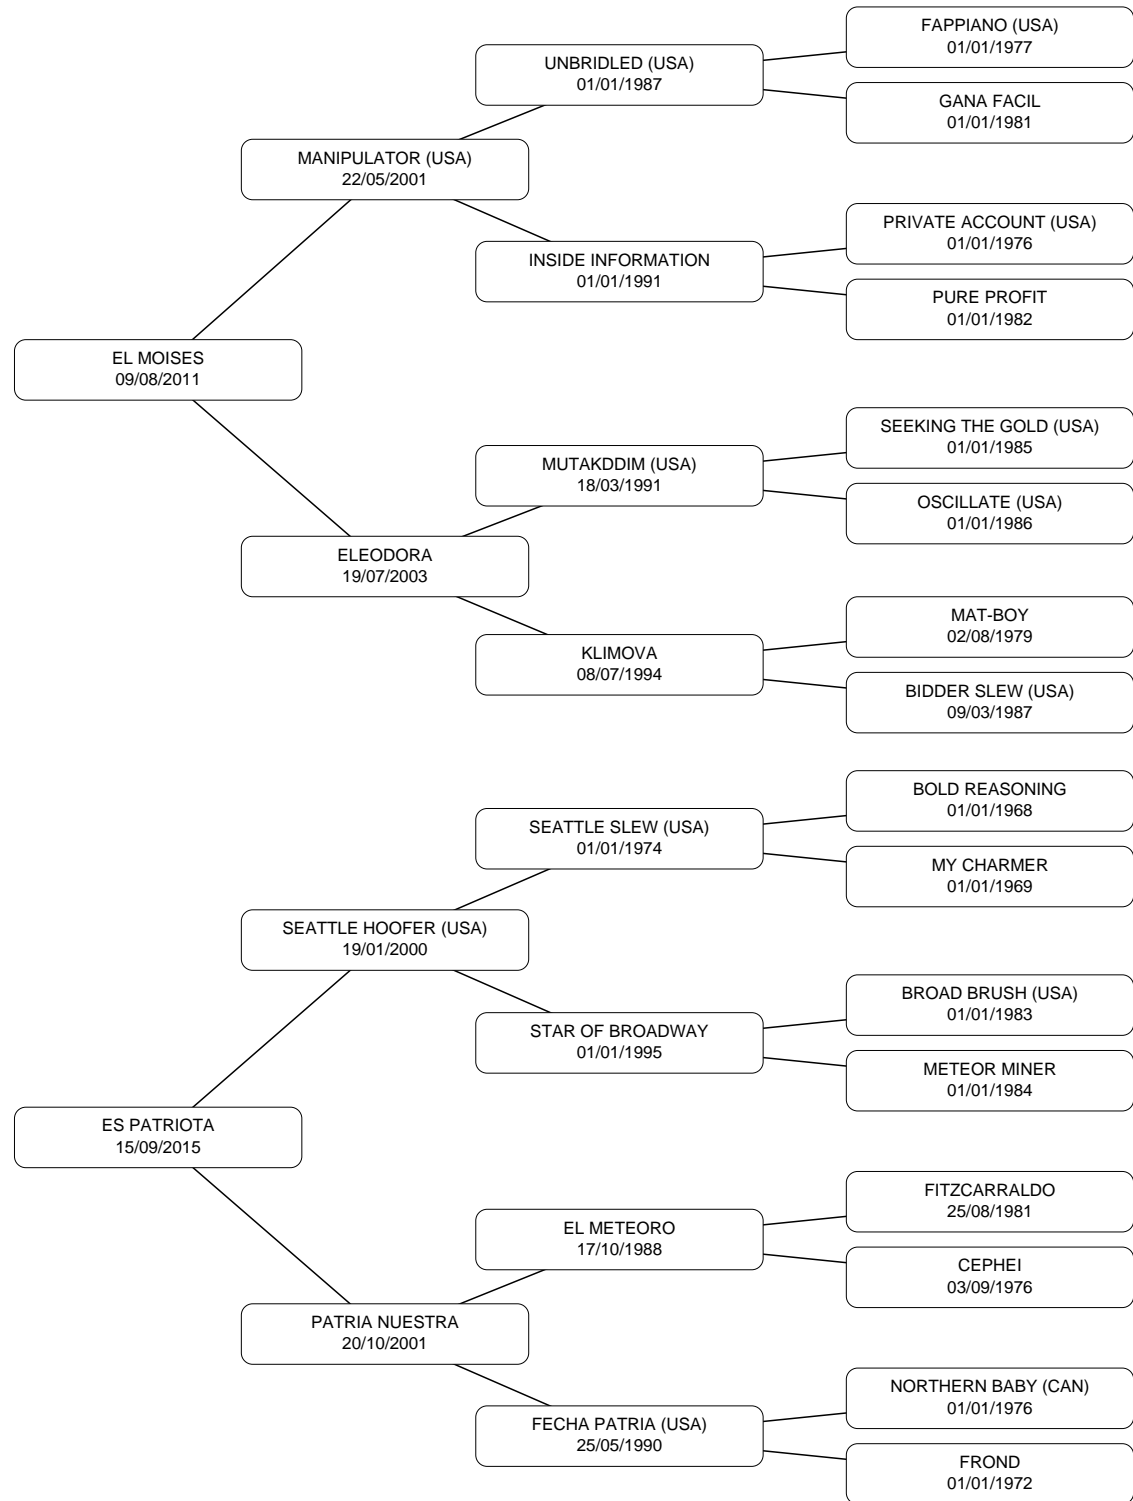 FAPPIANO (USA)
01/01/1977
UNBRIDLED (USA)
01/01/1987
GANA FACIL
01/01/1981
MANIPULATOR (USA)
22/05/2001
PRIVATE ACCOUNT (USA)
01/01/1976
INSIDE INFORMATION
01/01/1991
PURE PROFIT
01/01/1982
EL MOISES
09/08/2011
SEEKING THE GOLD (USA)
01/01/1985
MUTAKDDIM (USA)
18/03/1991
OSCILLATE (USA)
01/01/1986
ELEODORA
19/07/2003
MAT-BOY
02/08/1979
KLIMOVA
08/07/1994
BIDDER SLEW (USA)
09/03/1987
BOLD REASONING
01/01/1968
SEATTLE SLEW (USA)
01/01/1974
MY CHARMER
01/01/1969
SEATTLE HOOFER (USA)
19/01/2000
BROAD BRUSH (USA)
01/01/1983
STAR OF BROADWAY
01/01/1995
METEOR MINER
01/01/1984
ES PATRIOTA
15/09/2015
FITZCARRALDO
25/08/1981
EL METEORO
17/10/1988
CEPHEI
03/09/1976
PATRIA NUESTRA
20/10/2001
NORTHERN BABY (CAN)
01/01/1976
FECHA PATRIA (USA)
25/05/1990
FROND
01/01/1972